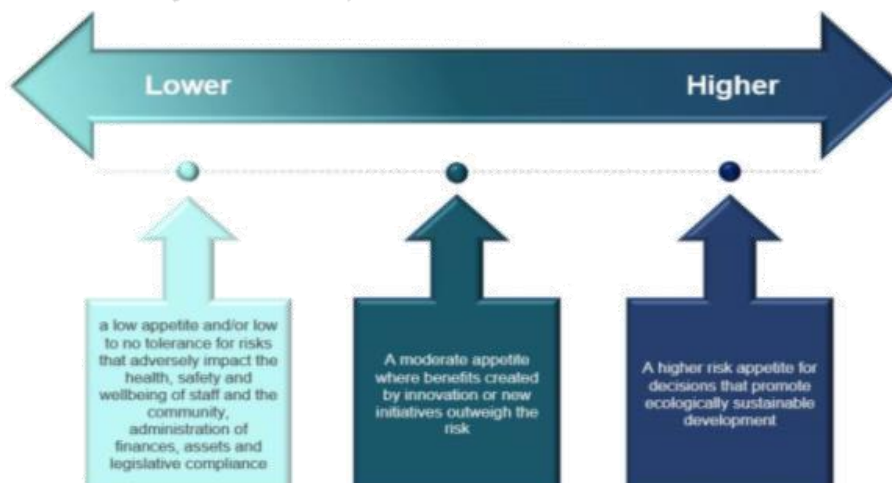 Lower
Higher
a low appetite and/or low
to no tolerance for risks
that adversely impact the
health, safety and
wellbeing of staff and the
community,
administration of
finances, assets and
legislative compliance
A moderate appetite
where benefits created
by innovation or new
initiatives outweigh the
risk
A higher risk appetite for
decisions that promote
ecologically sustainable
development